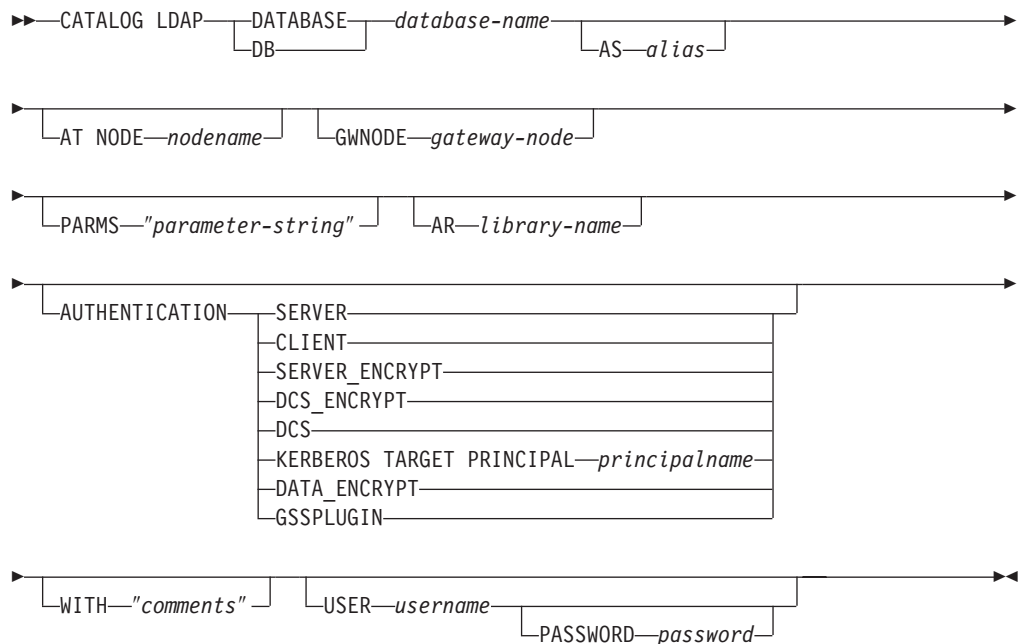 CATALOG LDAP DATABASE database-name
DB AS alias
AT NODE nodename GWNODE gateway-node
PARMS "parameter-string" AR library-name
AUTHENTICATION SERVER
CLIENT
SERVER_ENCRYPT
DCS_ENCRYPT
DCS
KERBEROS TARGET PRINCIPAL principalname
DATA_ENCRYPT
GSSPLUGIN
WITH "comments" USER username
PASSWORD password